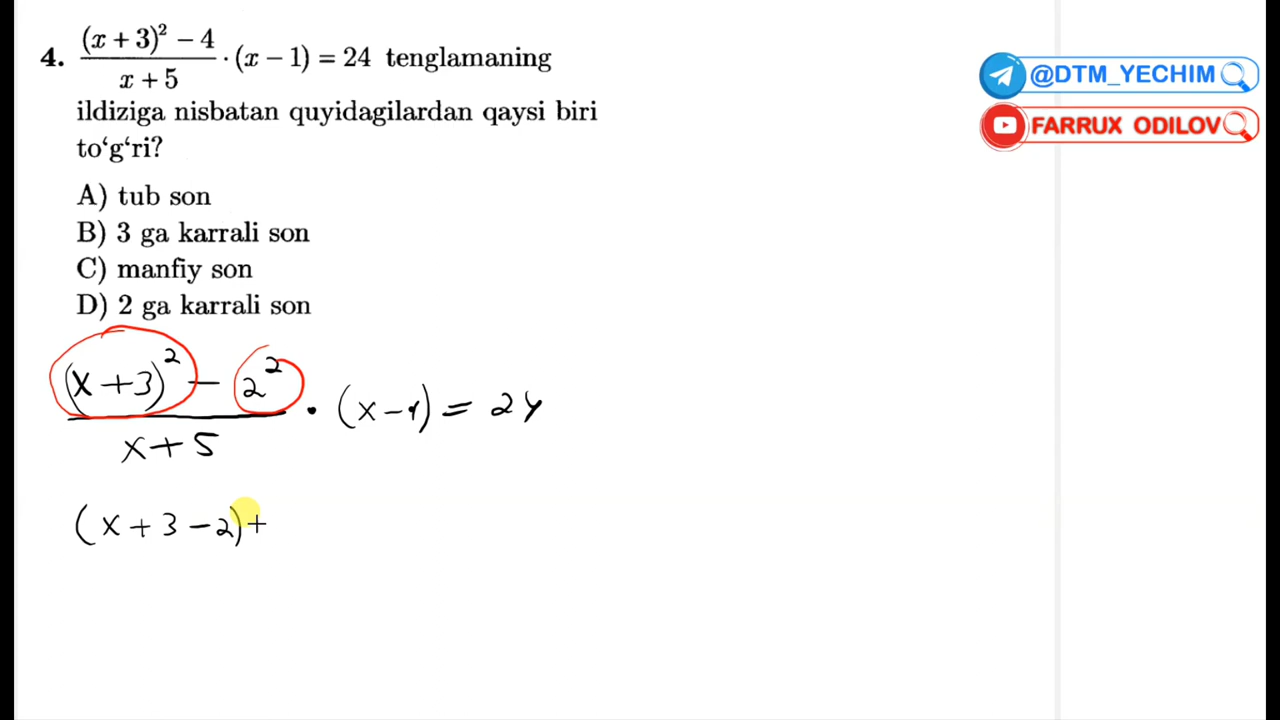 4. \frac{(x + 3)^2 − 4}{x + 5} · (x − 1) = 24 tenglamaning
ildiziga nisbatan quyidagilardan qaysi biri
to‘g‘ri?
A) tub son
B) 3 ga karrali son
C) manfiy son
D) 2 ga karrali son
\frac{(x + 3)^2 − 2^2}{x + 5} · (x − 1) = 24
(x + 3 − 2) +
@DTM_YECHIM
FARRUX ODILOV